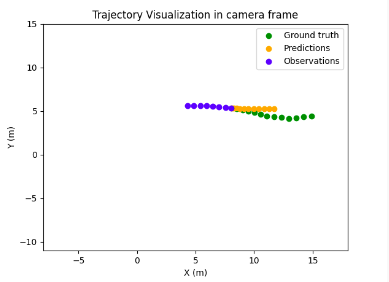 Trajectory Visualization in camera frame
Ground truth
Predictions
Observations
15
10
5
0
−5
−10
Y (m)
−5
0
5
10
15
X (m)